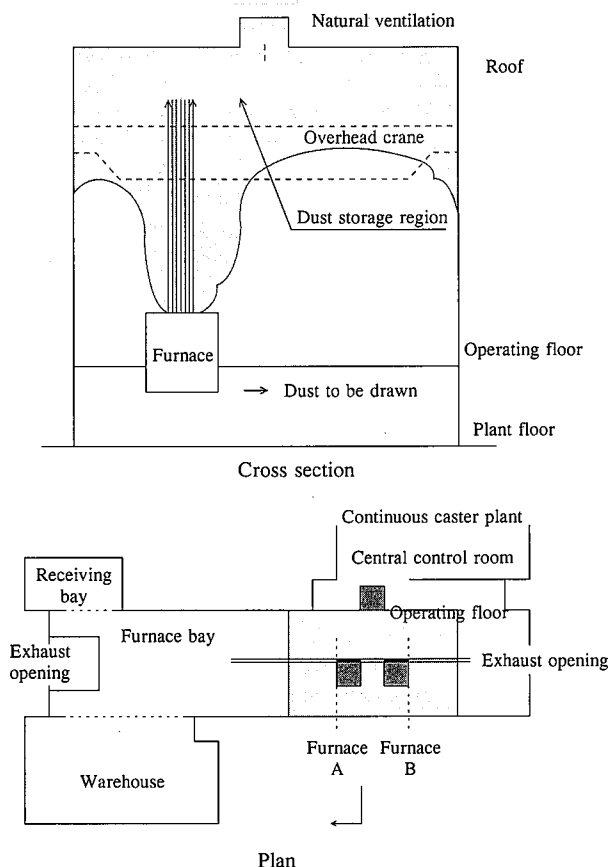 Natural ventilation
Roof
Overhead crane
Dust storage region
Furnace
Operating floor
Dust to be drawn
Plant floor
Cross section
Continuous caster plant
Central control room
Receiving
bay
Operating floor
Furnace bay
Exhaust
opening
Exhaust opening
Furnace
A
Furnace
B
Warehouse
Plan